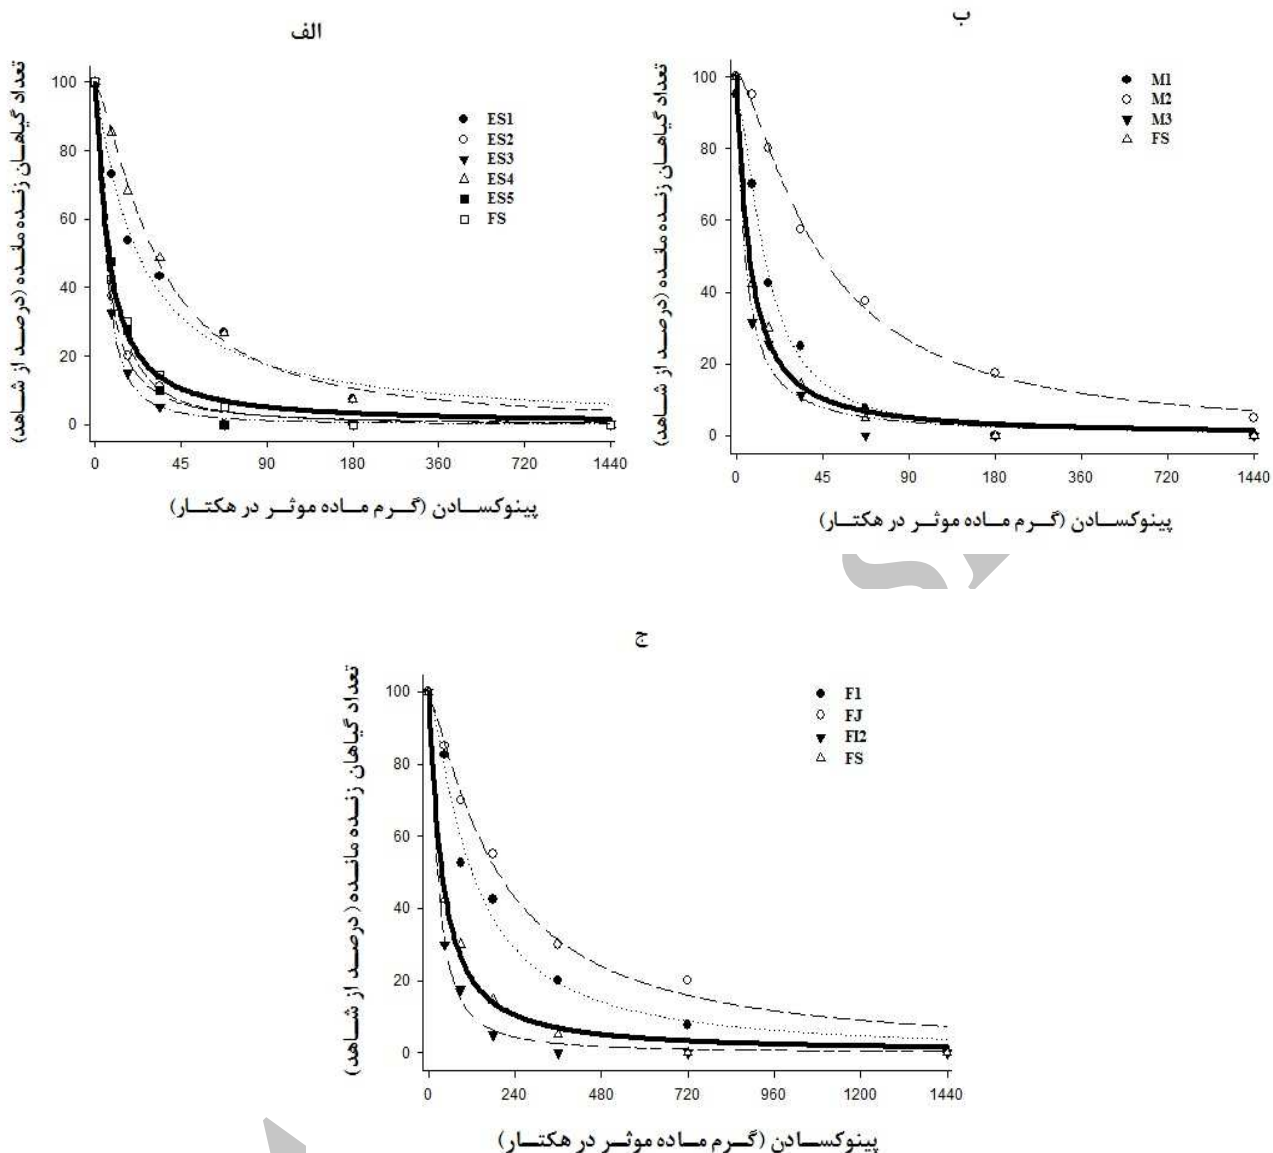 الف
تعداد گیاهان زنده مانده (درصد از شاهد)
100
80
60
40
20
0
ES1
ES2
ES3
ES4
ES5
FS
0 45 90 180 360 720 1440
پینوکسادن (گرم ماده موثر در هکتار)
ب
تعداد گیاهان زنده مانده (درصد از شاهد)
100
80
60
40
20
0
M1
M2
M3
FS
0 45 90 180 360 720 1440
پینوکسادن (گرم ماده موثر در هکتار)
ج
تعداد گیاهان زنده مانده (درصد از شاهد)
100
80
60
40
20
0
F1
FJ
FI2
FS
0 240 480 720 960 1200 1440
پینوکسادن (گرم ماده موثر در هکتار)